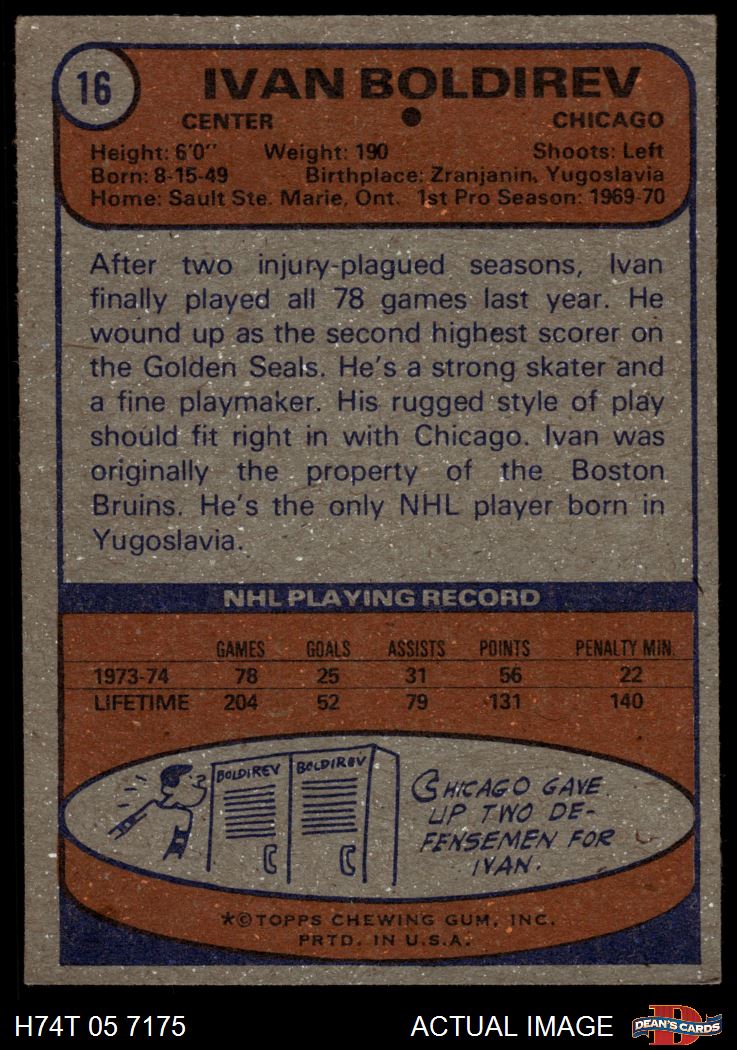 16
IVAN BOLDIREV
CENTER CHICAGO
Height: 6'0" Weight: 190 Shoots: Left
Born: 8-15-49 Birthplace: Zranjanin, Yugoslavia
Home: Sault Ste. Marie, Ont. 1st Pro Season: 1969-70
After two injury-plagued seasons, Ivan
finally played all 78 games last year. He
wound up as the second highest scorer on
the Golden Seals. He's a strong skater and
a fine playmaker. His rugged style of play
should fit right in with Chicago. Ivan was
originally the property of the Boston
Bruins. He's the only NHL player born in
Yugoslavia.
NHL PLAYING RECORD
GAMES GOALS ASSISTS POINTS PENALTY MIN.
1973-74 78 25 31 56 22
LIFETIME 204 52 79 131 140
BOLDIREV BOLDIREV
CHICAGO GAVE
UP TWO DE-
FENSEMEN FOR
IVAN.
*©TOPPS CHEWING GUM, INC.
PRTD. IN U.S.A.
H74T 05 7175 ACTUAL IMAGE DEAN'S CARDS